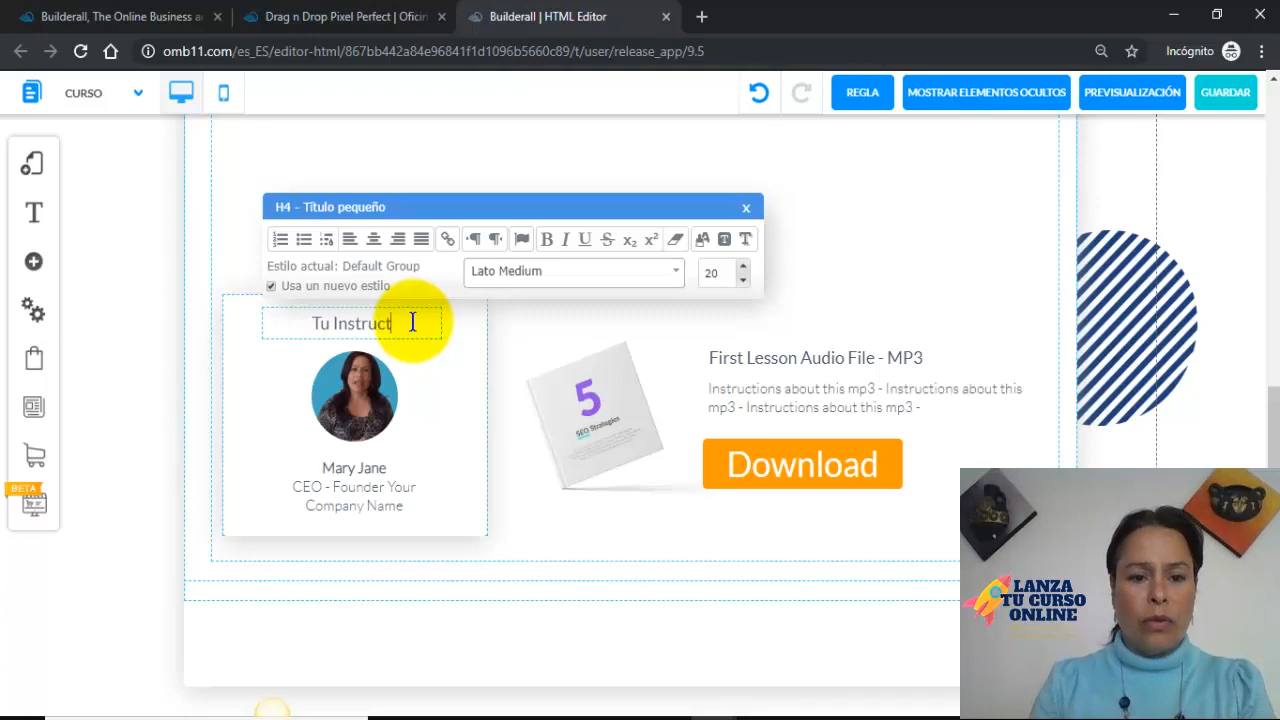 Builderall, The Online Business a
Drag n Drop Pixel Perfect | Oficin
Builderall | HTML Editor
omb11.com/es_ES/editor-html/867bb442a84e96841f1d1096b5660c89/t/user/release_app/9.5
Incógnito
CURSO
REGLA
MOSTRAR ELEMENTOS OCULTOS
PREVISUALIZACIÓN
GUARDAR
H4 - Título pequeño
x
Estilo actual: Default Group
Usa un nuevo estilo
Lato Medium
20
Tu Instruct
Mary Jane
CEO - Founder Your
Company Name
5
SEO Strategies
First Lesson Audio File - MP3
Instructions about this mp3 - Instructions about this
mp3 - Instructions about this mp3 -
Download
BETA
LANZA
TU CURSO
ONLINE